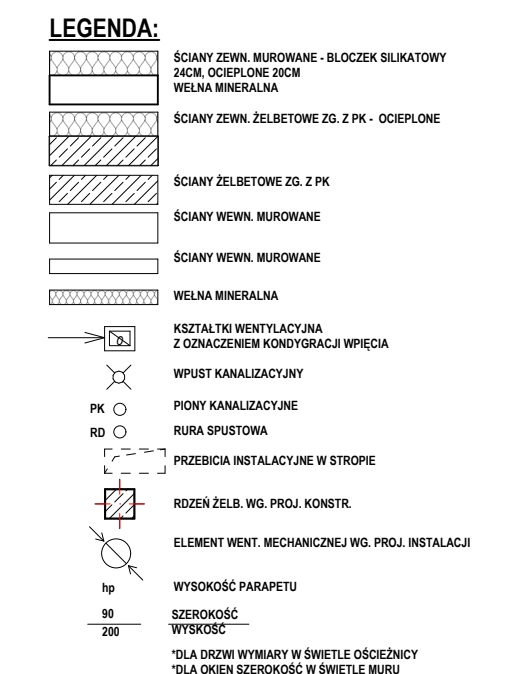 LEGENDA:
ŚCIANY ZEWN. MUROWANE - BLOCZEK SILIKATOWY
24CM, OCIEPLONE 20CM
WEŁNA MINERALNA
ŚCIANY ZEWN. ŻELBETOWE ZG. Z PK - OCIEPLONE
ŚCIANY ŻELBETOWE ZG. Z PK
ŚCIANY WEWN. MUROWANE
ŚCIANY WEWN. MUROWANE
WEŁNA MINERALNA
0
KSZTAŁTKI WENTYLACYJNA
Z OZNACZENIEM KONDYGRACJI WPIĘCIA
WPUST KANALIZACYJNY
PK PIONY KANALIZACYJNE
RD RURA SPUSTOWA
PRZEBICIA INSTALACYJNE W STROPIE
RDZEŃ ŻELB. WG. PROJ. KONSTR.
ELEMENT WENT. MECHANICZNEJ WG. PROJ. INSTALACJI
hp WYSOKOŚĆ PARAPETU
90 SZEROKOŚĆ
200 WYSKOŚĆ
*DLA DRZWI WYMIARY W ŚWIETLE OŚCIEŻNICY
*DLA OKIEN SZEROKOŚĆ W ŚWIETLE MURU